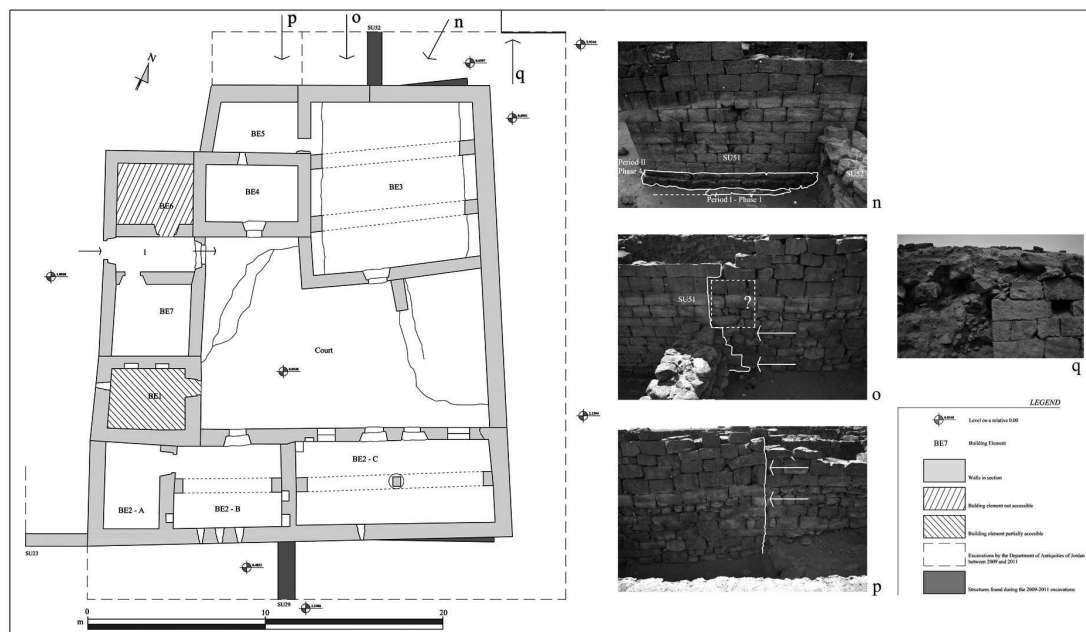 p
o
n
q
SU52
N
BE5
BE4
BE3
BE6
1
BE7
Court
BE1
BE2 - C
BE2 - A
BE2 - B
SU23
SU29
0
10
20
m
SU51
Period II
Phase 4
SU52
Period I - Phase 1
n
SU51
?
o
q
p
LEGEND
Level on a relative 0.00
BE7
Building Element
Walls in section
Bulding element not accessible
Building element partially accesible
Excavations by the Department of Antiquities of Jordan
between 2009 and 2011
Structures found during the 2009-2011 excavations